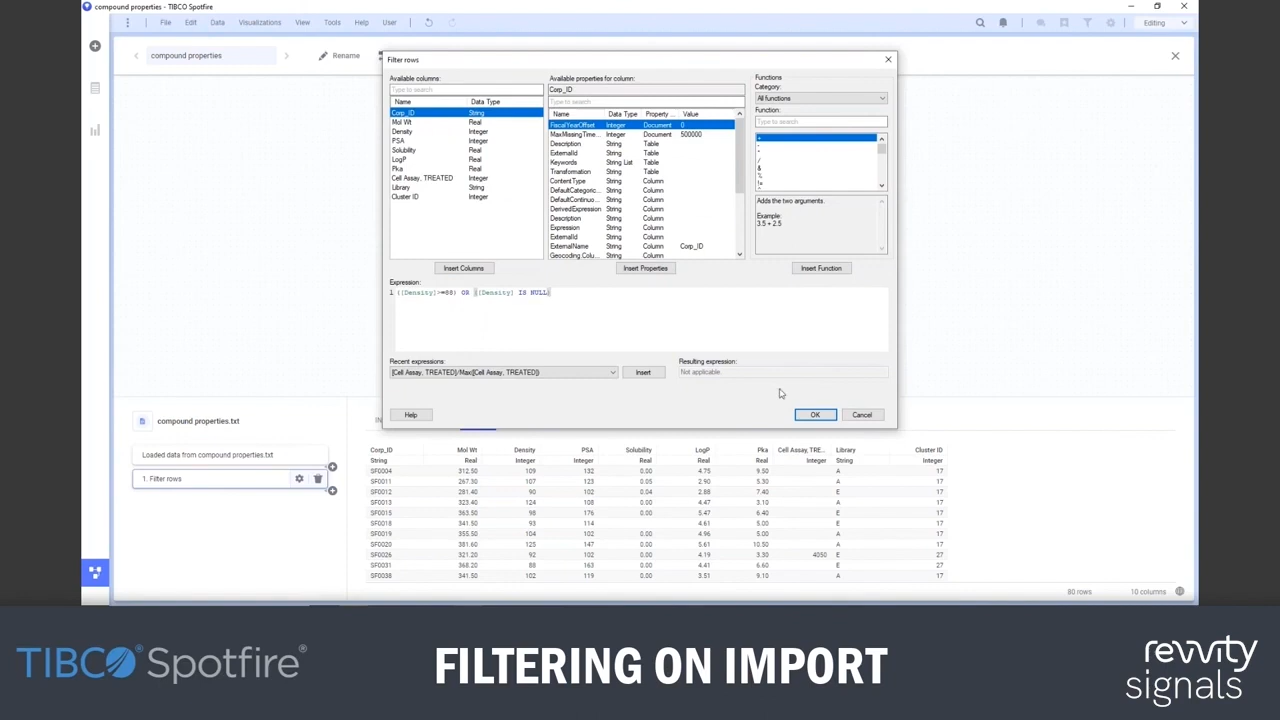 compound properties - TIBCO Spotfire
File Edit Data Visualizations View Tools Help User
Editing
compound properties
Rename
Filter rows
Available columns:
Type to search
Name Data Type
Corp_ID String
Mol Wt Real
Density Integer
PSA Integer
Solubility Real
LogP Real
Pka Real
Cell Assay, TREATED Integer
Library String
Cluster ID Integer
Insert Columns
Available properties for column:
Corp_ID
Type to search
Name Data Type Property ... Value
FiscalYearOffset Integer Document 0
MaxMissingTime... Integer Document 500000
Description String Table
ExternalId String Table
Keywords String List Table
Transformation String Table
ContentType String Column
DefaultCategoric... String Column
DefaultContinuo... String Column
DerivedExpression String Column
Description String Column
Expression String Column
ExternalId String Column
ExternalName String Column Corp_ID
Geocoding.Colu... String Column
Insert Properties
Functions
Category:
All functions
Function:
Type to search
+
-
*
/
&
%
!=
Adds the two arguments.
Example:
3.5 + 2.5
Insert Function
Expression:
1 ([Density]>=88) OR ([Density] IS NULL)
Recent expressions:
[Cell Assay, TREATED]/Max([Cell Assay, TREATED])
Insert
Resulting expression:
Not applicable.
Help
OK
Cancel
compound properties.txt
Loaded data from compound properties.txt
1. Filter rows
Corp_ID Mol Wt Density PSA Solubility LogP Pka Cell Assay, TRE... Library Cluster ID
String Real Integer Integer Real Real Real Integer String Integer
SF0004 312.50 109 132 0.00 4.75 9.50 A 17
SF0011 267.30 107 123 0.05 2.90 5.30 A 17
SF0012 281.40 90 102 0.04 2.88 7.40 E 17
SF0013 323.40 124 108 0.00 4.47 3.10 A 17
SF0015 363.50 98 176 0.00 5.47 6.40 E 17
SF0018 341.50 93 114 4.61 5.00 E 17
SF0019 355.50 104 102 0.00 4.96 5.00 A 17
SF0020 381.60 125 147 0.00 5.61 10.50 A 17
SF0026 321.20 92 102 0.00 4.19 3.30 4050 E 27
SF0031 368.20 88 163 0.00 4.41 6.60 E 27
SF0038 341.50 102 119 0.00 3.51 9.10 A 17
80 rows 10 columns
TIBCO Spotfire®
FILTERING ON IMPORT
revvity
signals